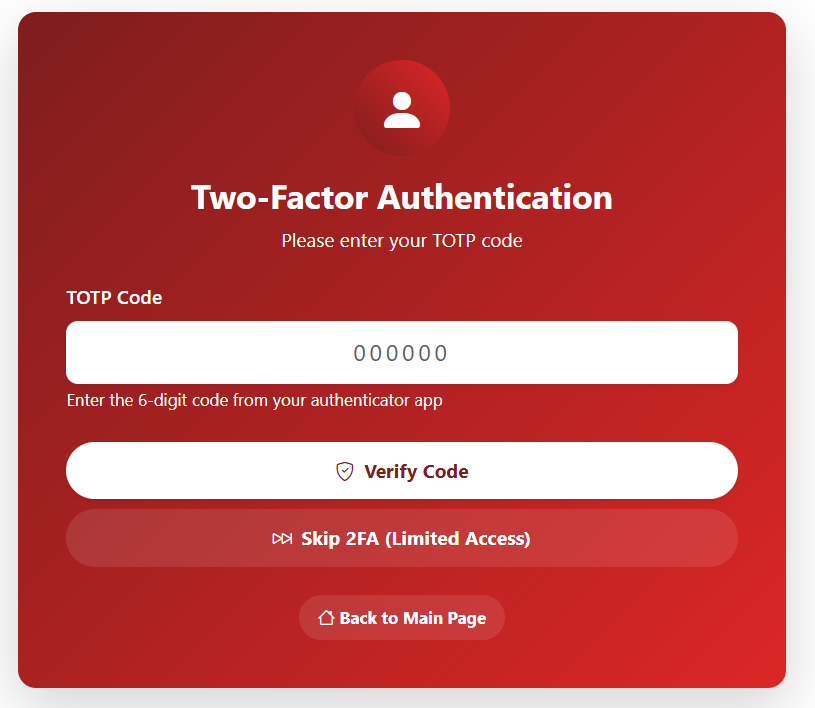 Two-Factor Authentication
Please enter your TOTP code
TOTP Code
000000
Enter the 6-digit code from your authenticator app
Verify Code
Skip 2FA (Limited Access)
Back to Main Page